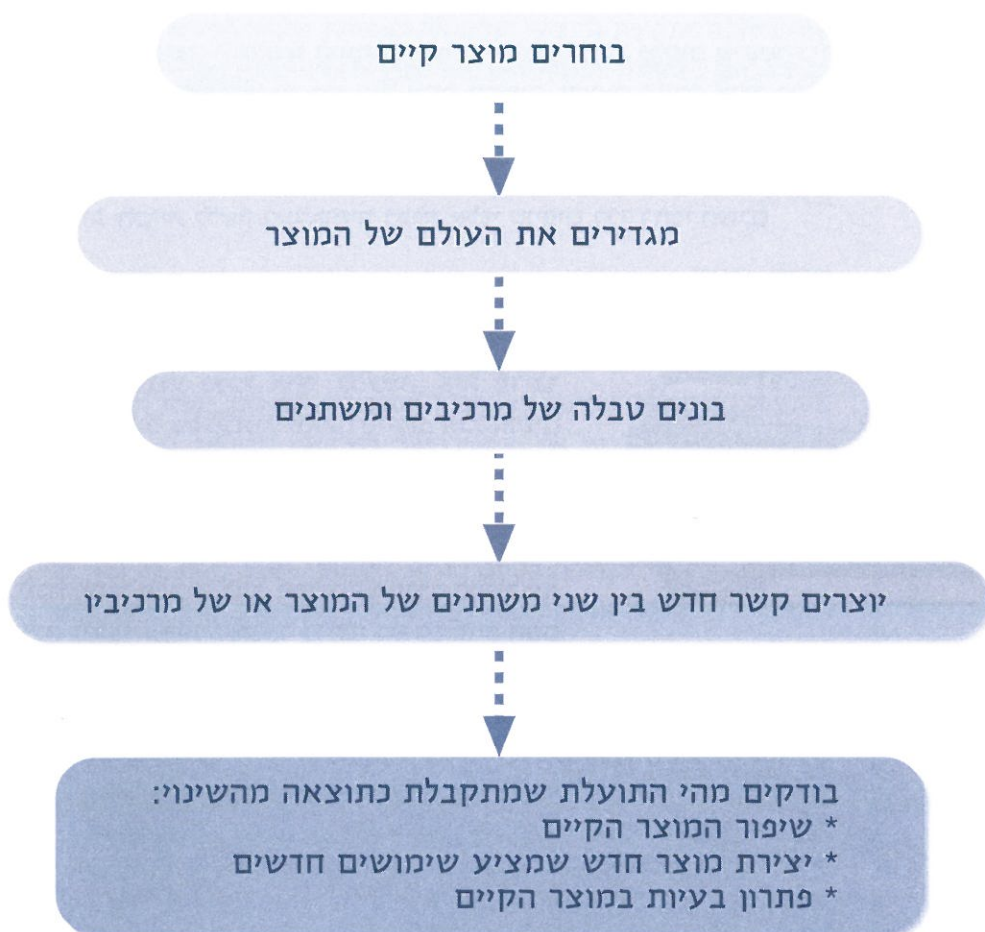 בוחרים מוצר קיים
מגדירים את העולם של המוצר
בונים טבלה של מרכיבים ומשתנים
יוצרים קשר חדש בין שני משתנים של המוצר או של מרכיביו
בודקים מהי התועלת שמתקבלת כתוצאה מהשינוי:
* שיפור המוצר הקיים
* יצירת מוצר חדש שמציע שימושים חדשים
* פתרון בעיות במוצר הקיים